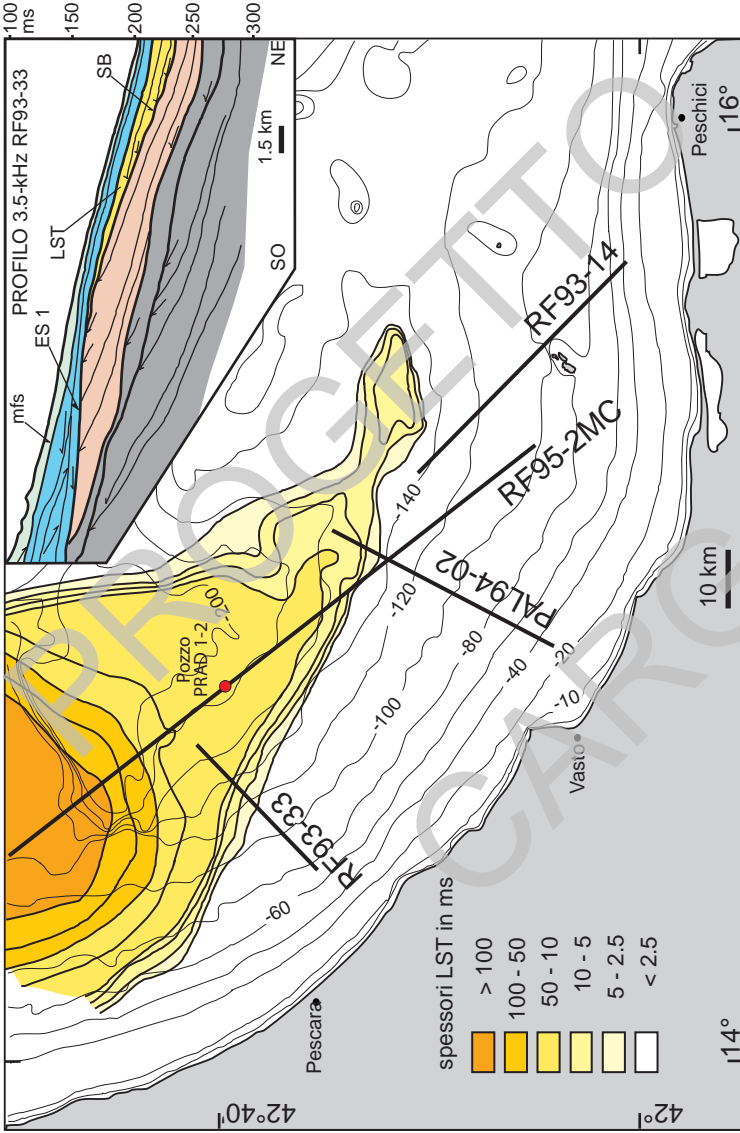 PROFILO 3.5-kHz RF93-33
ms
100
150
200
250
300
mfs
ES 1
LST
SB
SO
NE
1.5 km
Pozzo
PRAD 1-2
-200
RF93-33
RF95-2MC
PAL94-02
RF93-14
-140
-120
-100
-80
-60
-40
-20
-10
Pescara
Vasto
Peschici
spessori LST in ms
> 100
100 - 50
50 - 10
10 - 5
5 - 2.5
< 2.5
10 km
42°40'
42°
14°
16°
PROGETTO
CARG